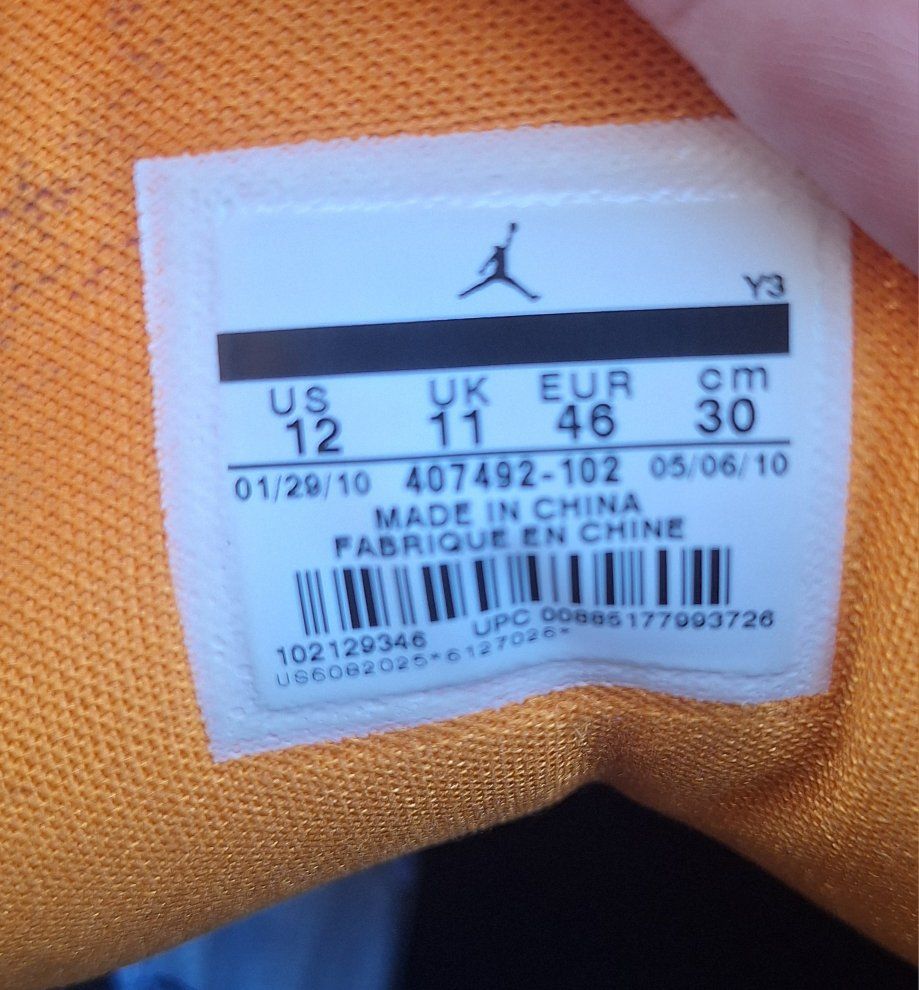 Y3
US UK EUR cm
12 11 46 30
01/29/10 407492-102 05/06/10
MADE IN CHINA
FABRIQUE EN CHINE
102129346 UPC 00885177993726
US6082025*6127026*